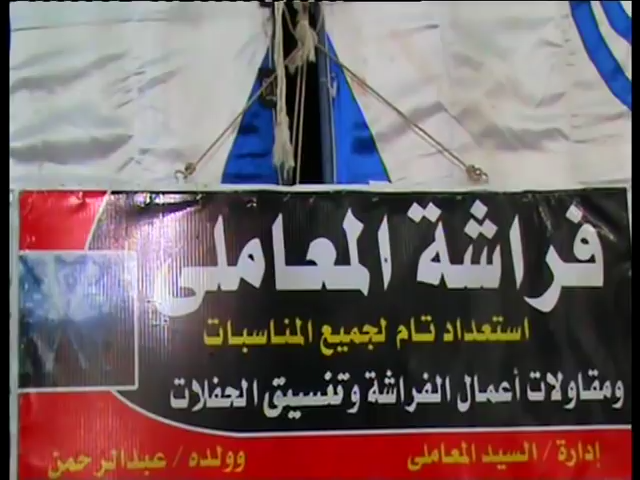 فراشة المعاملى
استعداد تام لجميع المناسبات
ومقاولات أعمال الفراشة وتنسيق الحفلات
إدارة / السيد المعاملى وولده / عبدالرحمن